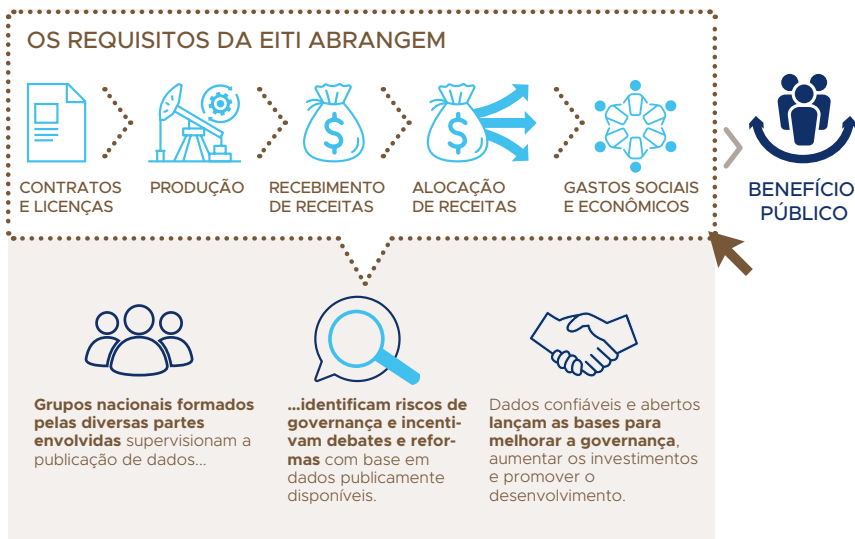 OS REQUISITOS DA EITI ABRANGEM
CONTRATOS
E LICENÇAS
PRODUÇÃO
RECEBIMENTO
DE RECEITAS
ALOCAÇÃO
DE RECEITAS
GASTOS SOCIAIS
E ECONÔMICOS
BENEFÍCIO
PÚBLICO
Grupos nacionais formados
pelas diversas partes
envolvidas supervisionam a
publicação de dados...
...identificam riscos de
governança e incenti-
vam debates e refor-
mas com base em
dados publicamente
disponíveis.
Dados confiáveis e abertos
lançam as bases para
melhorar a governança,
aumentar os investimentos
e promover o
desenvolvimento.